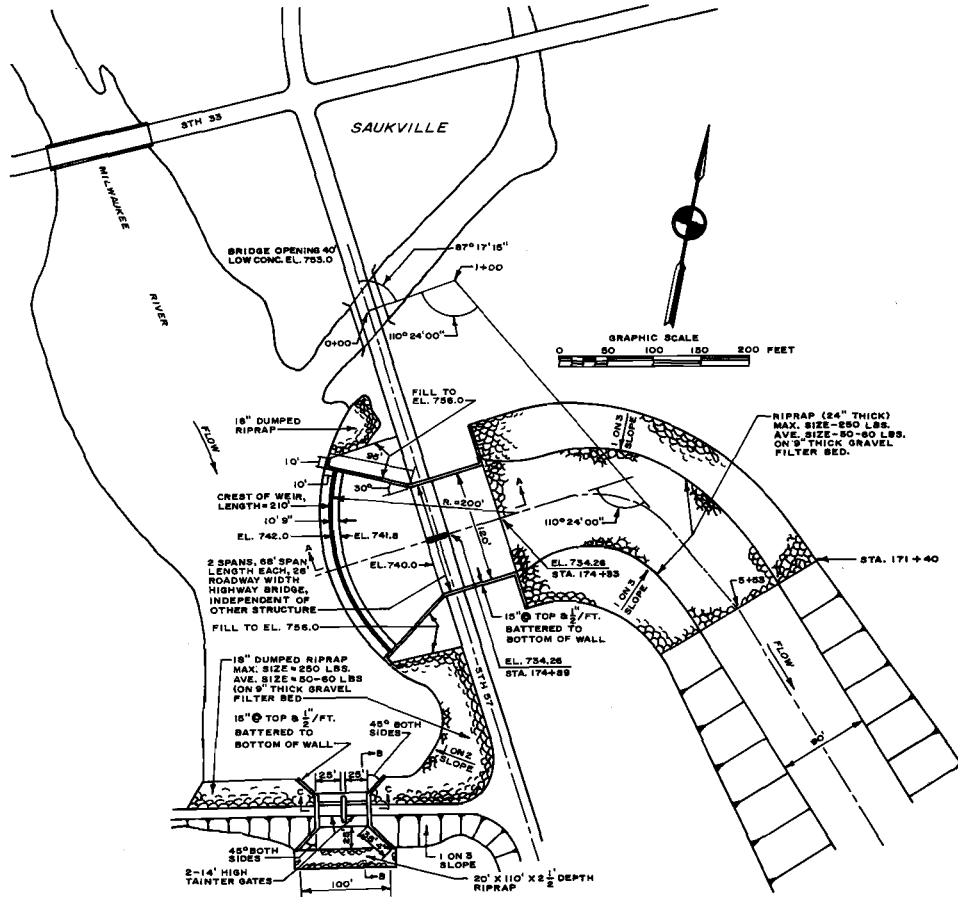 STH 33
SAUKVILLE
MILWAUKEE
RIVER
BRIDGE OPENING 40'
LOW CONC. EL. 753.0
87° 17' 15"
1+00
0+00
110° 24' 00"
GRAPHIC SCALE
0 50 100 150 200 FEET
FLOW
18" DUMPED
RIPRAP
FILL TO
EL. 756.0
1 ON 3
SLOPE
RIPRAP (24" THICK)
MAX. SIZE-250 LBS.
AVE. SIZE-50-60 LBS.
ON 9" THICK GRAVEL
FILTER BED.
10'
95'
10'
30°
CREST OF WEIR,
LENGTH=210'
R.=200'
A
110° 24' 00"
10' 9"
EL. 742.0
EL. 741.8
120'
A
EL. 740.0
EL. 734.26
STA. 174+83
STA. 171+40
2 SPANS, 68' SPAN
LENGTH EACH, 26'
ROADWAY WIDTH
HIGHWAY BRIDGE,
INDEPENDENT OF
OTHER STRUCTURE
1 ON 3
SLOPE
5+53
FILL TO EL. 756.0
15" @ TOP & 1/2"/FT.
BATTERED TO
BOTTOM OF WALL
EL. 734.26
STA. 174+89
FLOW
18" DUMPED RIPRAP
MAX. SIZE=250 LBS.
AVE. SIZE=50-60 LBS
(ON 9" THICK GRAVEL
FILTER BED
STH 57
15" @ TOP & 1/2"/FT.
BATTERED TO
BOTTOM OF WALL
45° BOTH
SIDES
B
1 ON 2
SLOPE
90'
25'
25'
C
C
25'
45° BOTH
SIDES
1 ON 3
SLOPE
2-14' HIGH
TAINTER GATES
B
100'
20' X 110' X 2 1/2' DEPTH
RIPRAP